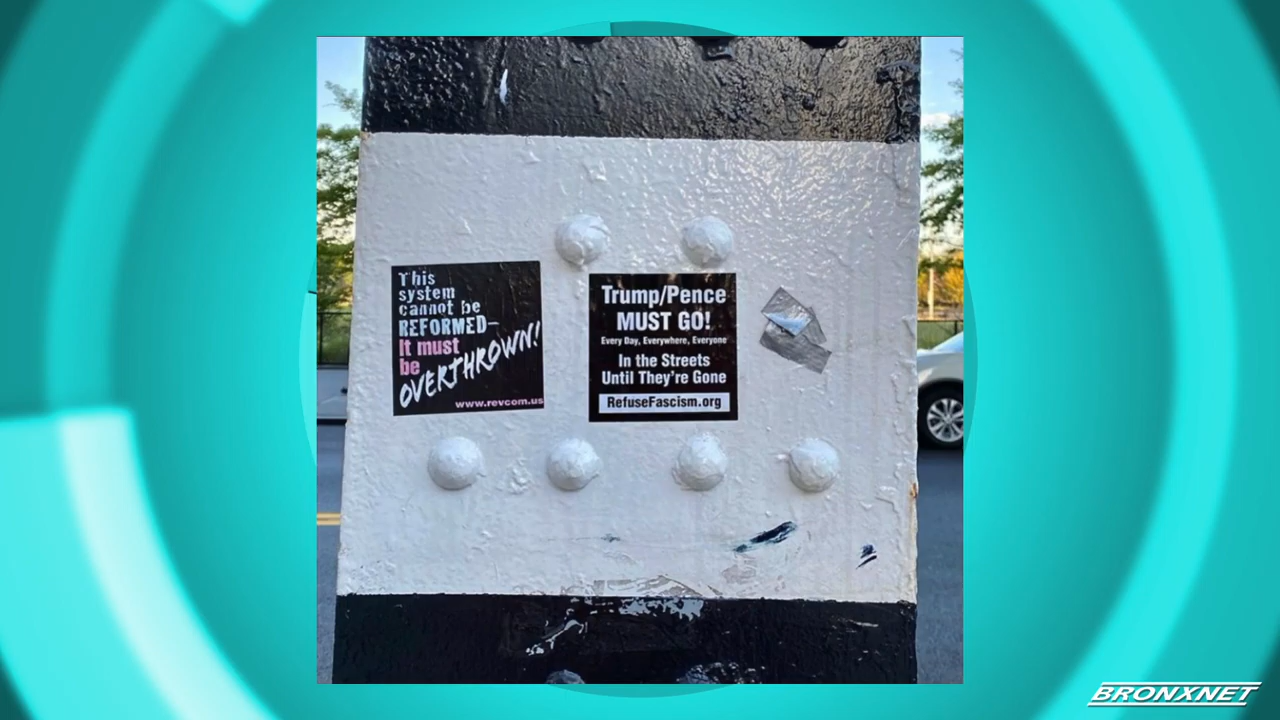 This
system
cannot be
REFORMED–
It must
be
OVERTHROWN!
www.revcom.us
Trump/Pence
MUST GO!
Every Day, Everywhere, Everyone
In the Streets
Until They're Gone
RefuseFascism.org
BRONXNET